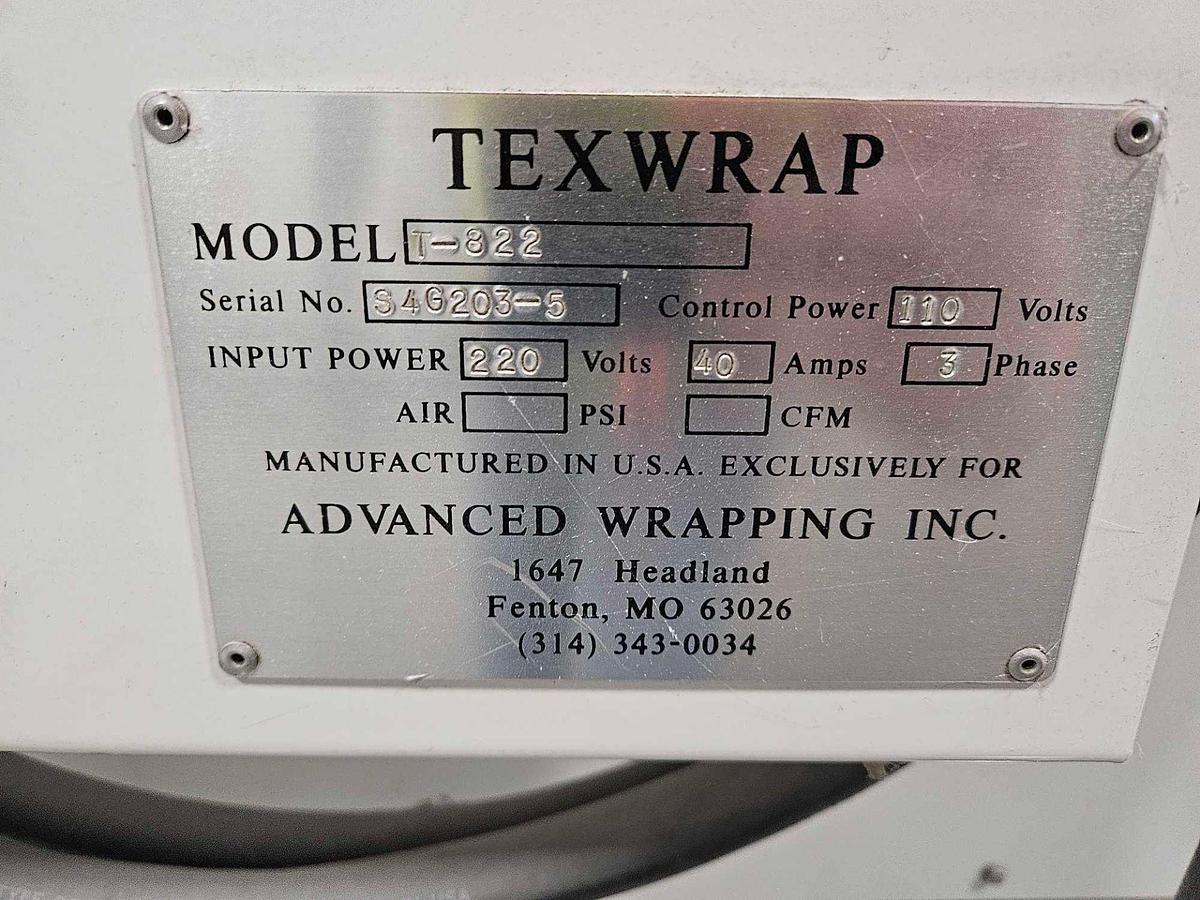 TEXWRAP
MODEL T-822
Serial No. S4G203-5 Control Power 110 Volts
INPUT POWER 220 Volts 40 Amps 3 Phase
AIR PSI CFM
MANUFACTURED IN U.S.A. EXCLUSIVELY FOR
ADVANCED WRAPPING INC.
1647 Headland
Fenton, MO 63026
(314) 343-0034